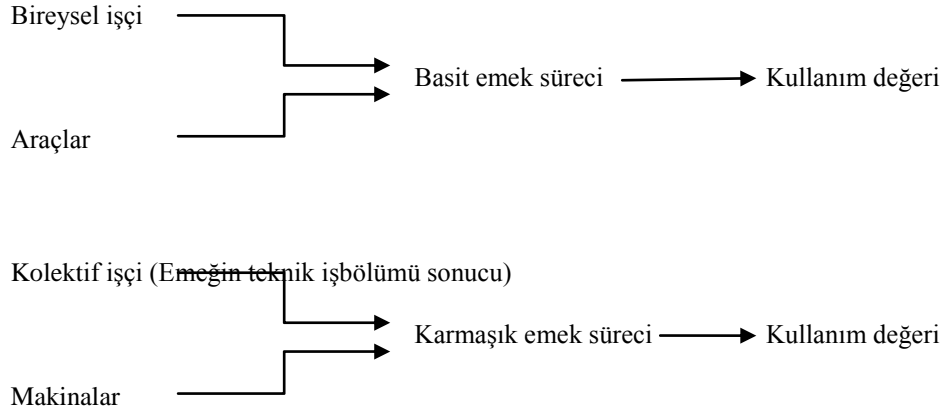 Bireysel işçi
Basit emek süreci
Kullanım değeri
Araçlar
Kolektif işçi (Emeğin teknik işbölümü sonucu)
Karmaşık emek süreci
Kullanım değeri
Makinalar